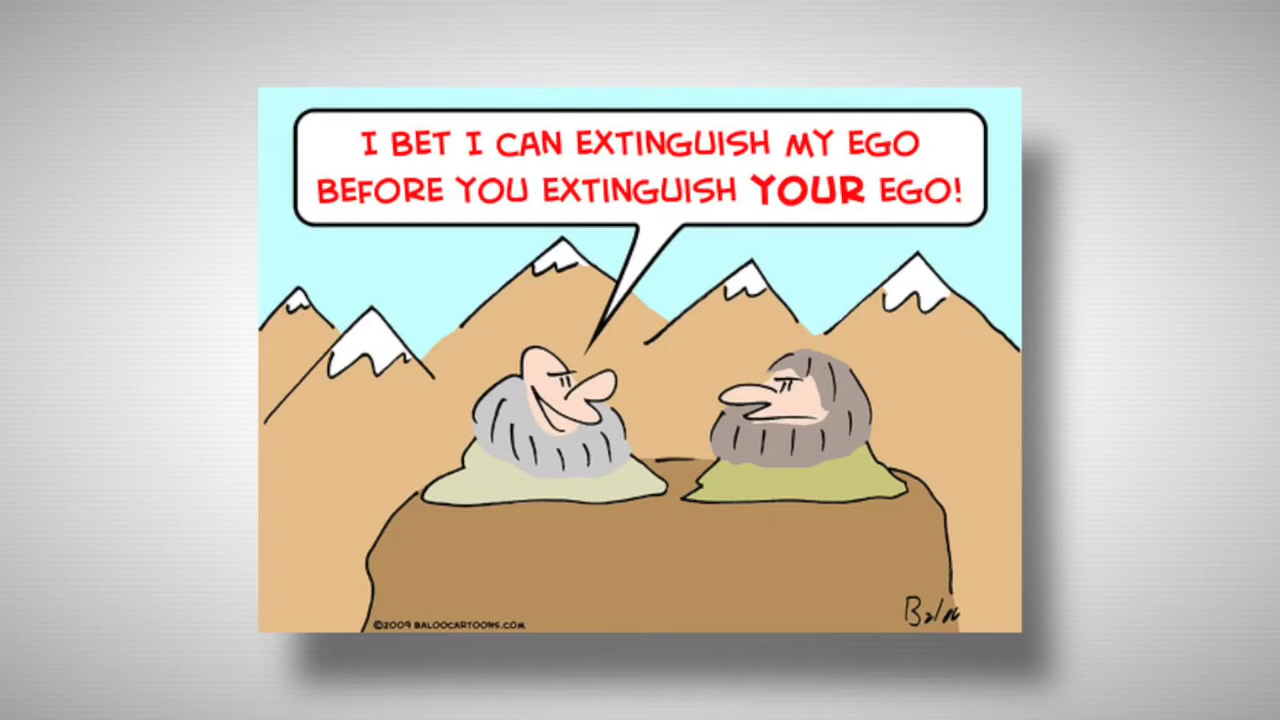 I BET I CAN EXTINGUISH MY EGO
BEFORE YOU EXTINGUISH YOUR EGO!
©2009 BALOOCARTOONS.COM
Baloo